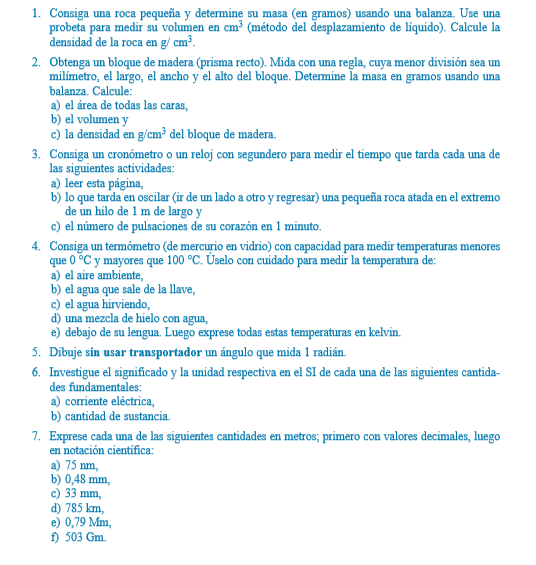 1. Consiga una roca pequeña y determine su masa (en gramos) usando una balanza. Use una
probeta para medir su volumen en cm³ (método del desplazamiento de líquido). Calcule la
densidad de la roca en g/ cm³.
2. Obtenga un bloque de madera (prisma recto). Mida con una regla, cuya menor división sea un
milímetro, el largo, el ancho y el alto del bloque. Determine la masa en gramos usando una
balanza. Calcule:
a) el área de todas las caras,
b) el volumen y
c) la densidad en g/cm³ del bloque de madera.
3. Consiga un cronómetro o un reloj con segundero para medir el tiempo que tarda cada una de
las siguientes actividades:
a) leer esta página,
b) lo que tarda en oscilar (ir de un lado a otro y regresar) una pequeña roca atada en el extremo
de un hilo de 1 m de largo y
c) el número de pulsaciones de su corazón en 1 minuto.
4. Consiga un termómetro (de mercurio en vidrio) con capacidad para medir temperaturas menores
que 0 °C y mayores que 100 °C. Úselo con cuidado para medir la temperatura de:
a) el aire ambiente,
b) el agua que sale de la llave,
c) el agua hirviendo,
d) una mezcla de hielo con agua,
e) debajo de su lengua. Luego exprese todas estas temperaturas en kelvin.
5. Dibuje sin usar transportador un ángulo que mida 1 radián.
6. Investigue el significado y la unidad respectiva en el SI de cada una de las siguientes cantida-
des fundamentales:
a) corriente eléctrica,
b) cantidad de sustancia.
7. Exprese cada una de las siguientes cantidades en metros; primero con valores decimales, luego
en notación científica:
a) 75 nm,
b) 0,48 mm,
c) 33 mm,
d) 785 km,
e) 0,79 Mm,
f) 503 Gm.